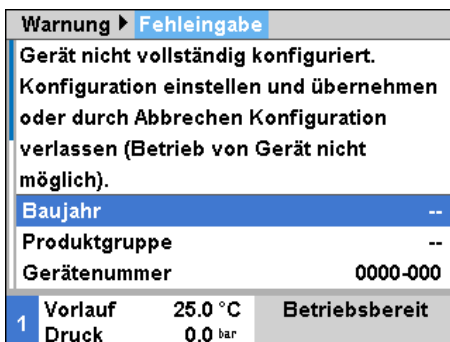 Warnung ▶ Fehleingabe
Gerät nicht vollständig konfiguriert.
Konfiguration einstellen und übernehmen
oder durch Abbrechen Konfiguration
verlassen (Betrieb von Gerät nicht
möglich).
Baujahr --
Produktgruppe --
Gerätenummer 0000-000
1 Vorlauf 25.0 °C Betriebsbereit
Druck 0.0 bar